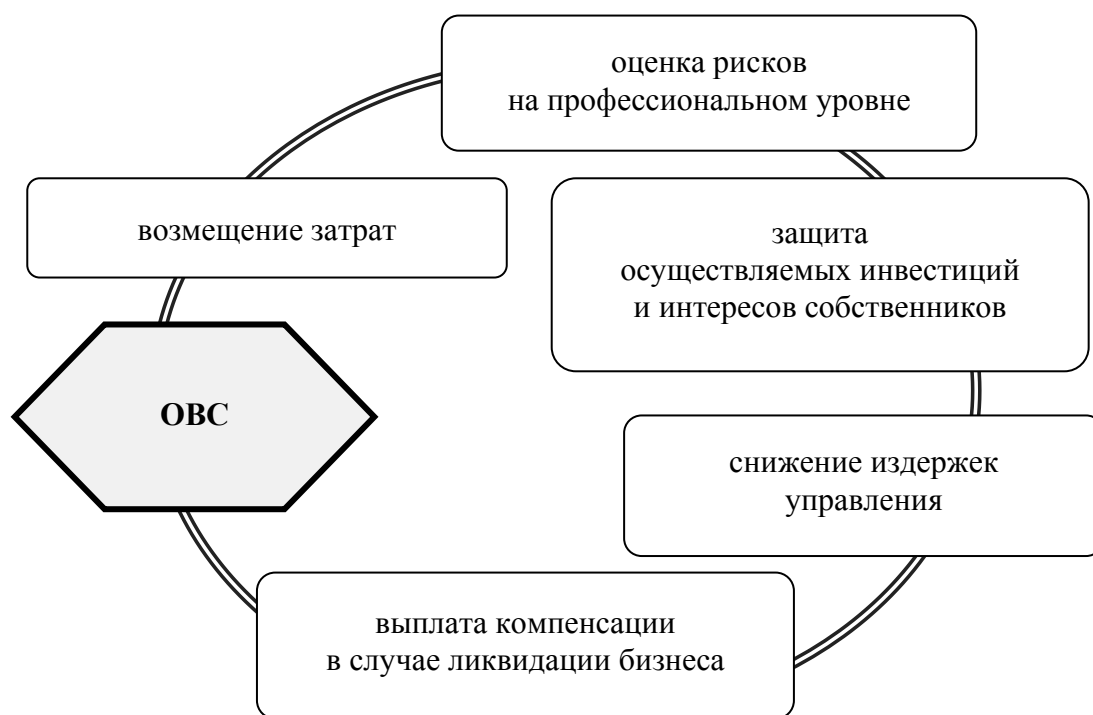 оценка рисков
на профессиональном уровне
возмещение затрат
защита
осуществляемых инвестиций
и интересов собственников
ОВС
снижение издержек
управления
выплата компенсации
в случае ликвидации бизнеса